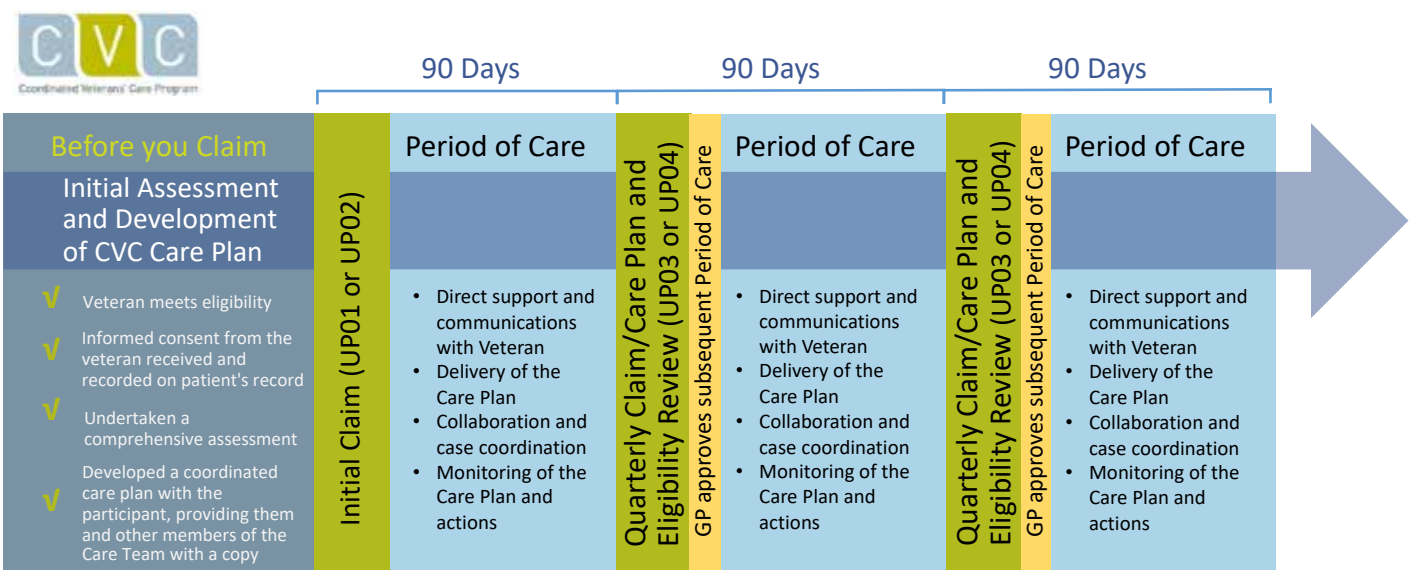 CVC
Coordinated Veterans' Care Program
90 Days
90 Days
90 Days
Before you Claim
Initial Assessment
and Development
of CVC Care Plan
√ Veteran meets eligibility
√ Informed consent from the
veteran received and
recorded on patient's record
√ Undertaken a
comprehensive assessment
√ Developed a coordinated
care plan with the
participant, providing them
and other members of the
Care Team with a copy
Initial Claim (UP01 or UP02)
Period of Care
• Direct support and
communications
with Veteran
• Delivery of the
Care Plan
• Collaboration and
case coordination
• Monitoring of the
Care Plan and
actions
Quarterly Claim/Care Plan and
Eligibility Review (UP03 or UP04)
GP approves subsequent Period of Care
Period of Care
• Direct support and
communications
with Veteran
• Delivery of the
Care Plan
• Collaboration and
case coordination
• Monitoring of the
Care Plan and
actions
Quarterly Claim/Care Plan and
Eligibility Review (UP03 or UP04)
GP approves subsequent Period of Care
Period of Care
• Direct support and
communications
with Veteran
• Delivery of the
Care Plan
• Collaboration and
case coordination
• Monitoring of the
Care Plan and
actions